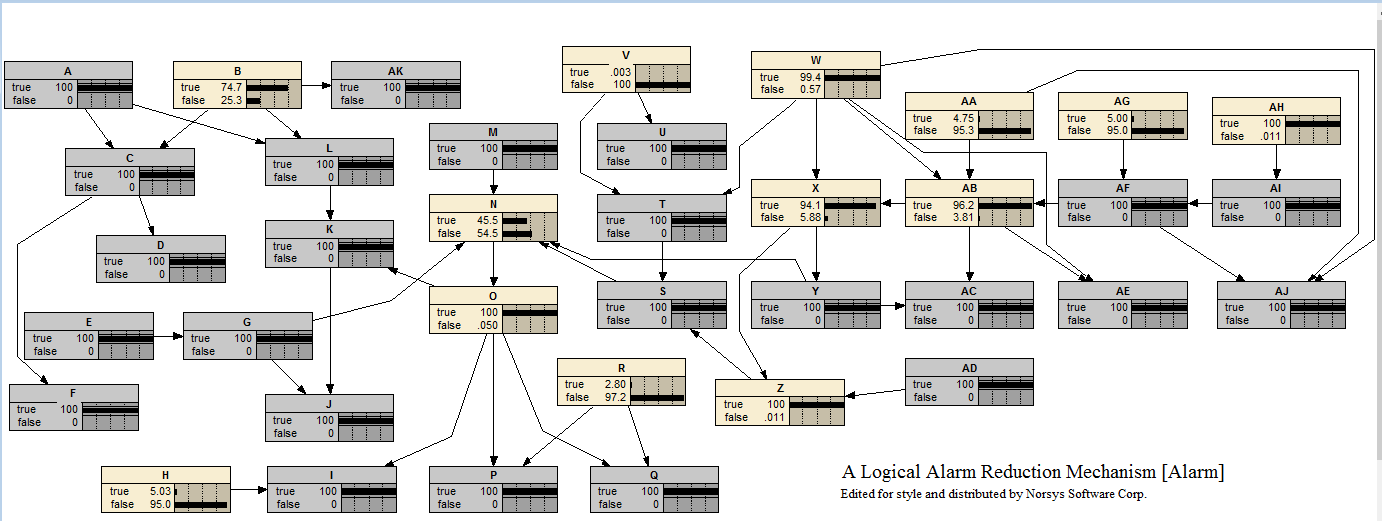 A
true 100
false 0
B
true 74.7
false 25.3
AK
true 100
false 0
V
true .003
false 100
W
true 99.4
false 0.57
AA
true 4.75
false 95.3
AG
true 5.00
false 95.0
AH
true 100
false .011
C
true 100
false 0
L
true 100
false 0
M
true 100
false 0
U
true 100
false 0
D
true 100
false 0
K
true 100
false 0
N
true 45.5
false 54.5
T
true 100
false 0
X
true 94.1
false 5.88
AB
true 96.2
false 3.81
AF
true 100
false 0
AI
true 100
false 0
E
true 100
false 0
G
true 100
false 0
O
true 100
false .050
S
true 100
false 0
Y
true 100
false 0
AC
true 100
false 0
AE
true 100
false 0
AJ
true 100
false 0
F
true 100
false 0
J
true 100
false 0
R
true 2.80
false 97.2
Z
true 100
false .011
AD
true 100
false 0
H
true 5.03
false 95.0
I
true 100
false 0
P
true 100
false 0
Q
true 100
false 0
A Logical Alarm Reduction Mechanism [Alarm]
Edited for style and distributed by Norsys Software Corp.